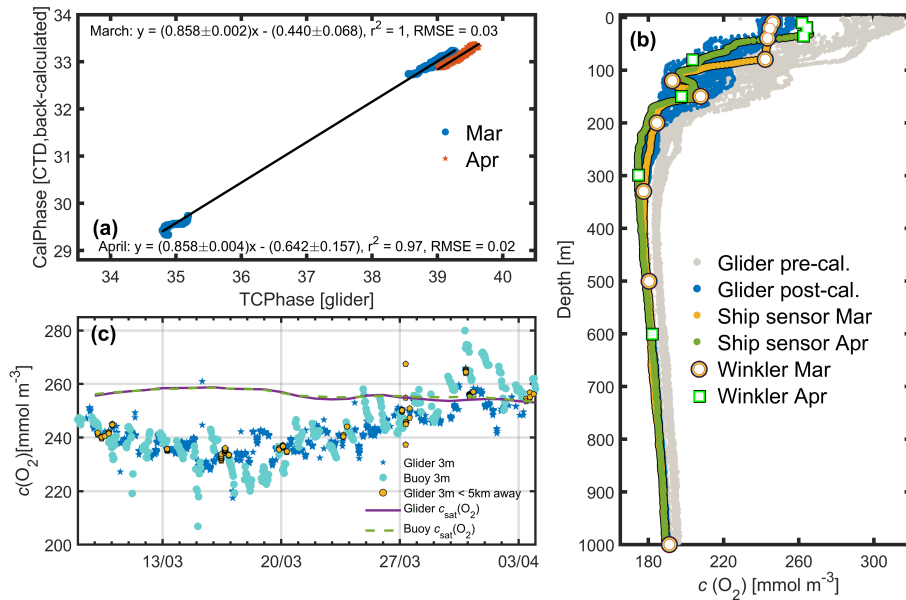 March: y = (0.858±0.002)x - (0.440±0.068), r² = 1, RMSE = 0.03
CalPhase [CTD,back-calculated]
34
33
32
31
30
29
Mar
Apr
(a)
April: y = (0.858±0.004)x - (0.642±0.157), r² = 0.97, RMSE = 0.02
34 35 36 37 38 39 40
TCPhase [glider]
(b)
Depth [m]
0
100
200
300
400
500
600
700
800
900
1000
Glider pre-cal.
Glider post-cal.
Ship sensor Mar
Ship sensor Apr
Winkler Mar
Winkler Apr
180 220 260 300
c (O₂) [mmol m⁻³]
(c)
c(O₂)[mmol m⁻³]
280
260
240
220
200
Glider 3m
Buoy 3m
Glider 3m < 5km away
Glider c_sat(O₂)
Buoy c_sat(O₂)
13/03 20/03 27/03 03/04